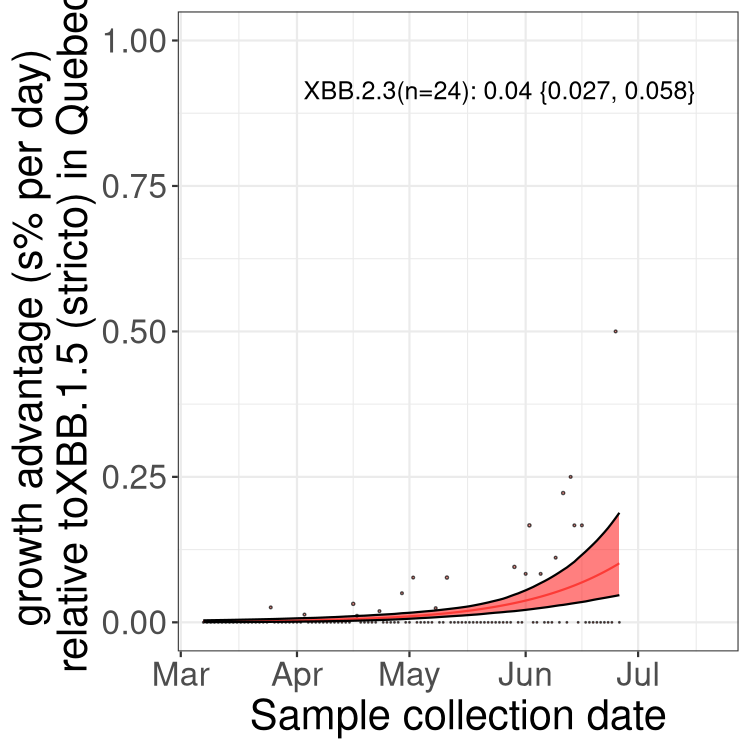 growth advantage (s% per day)
relative toXBB.1.5 (stricto) in Quebec
1.00
0.75
0.50
0.25
0.00
XBB.2.3(n=24): 0.04 {0.027, 0.058}
Mar Apr May Jun Jul
Sample collection date